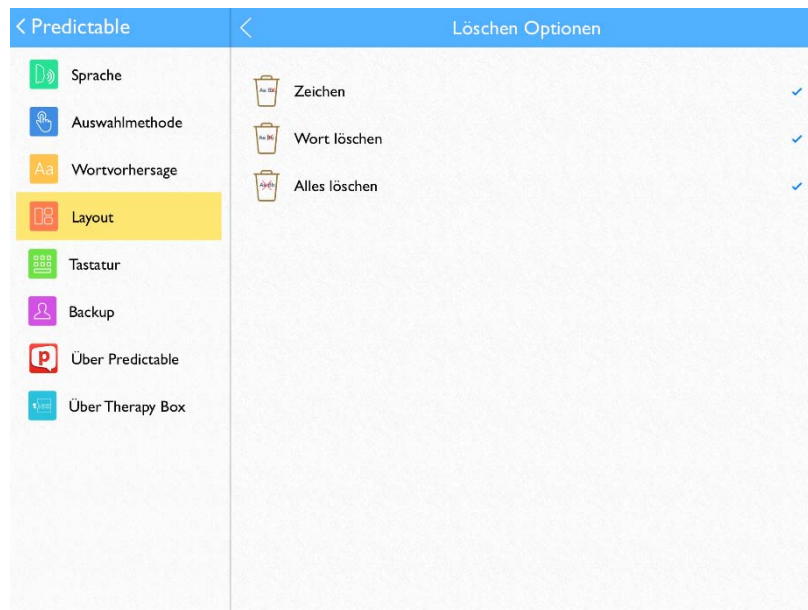 Predictable
Löschen Optionen
Sprache
Auswahlmethode
Aa
Wortvorhersage
Layout
Tastatur
Backup
p
Über Predictable
Über Therapy Box
Zeichen
Wort löschen
Alles löschen